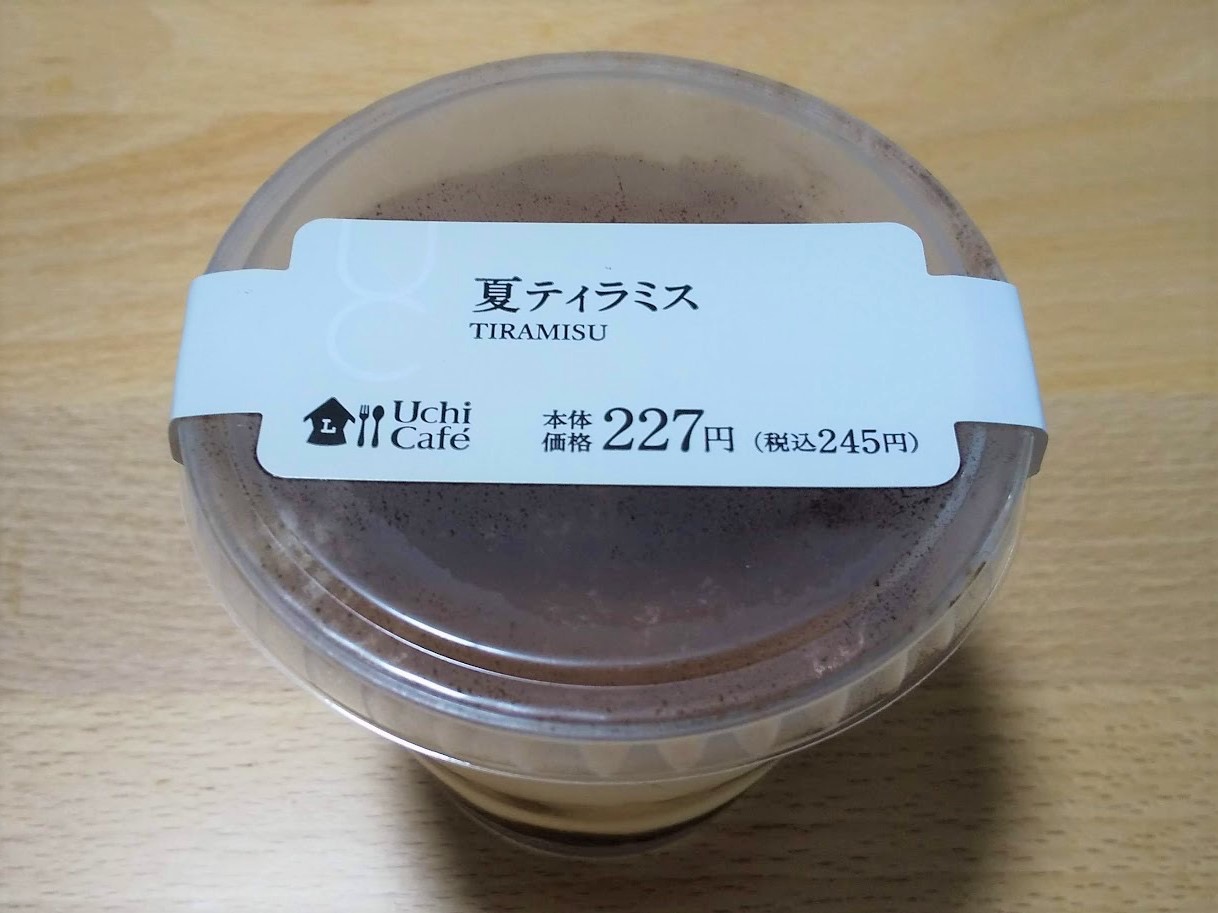 夏ティラミス
TIRAMISU
L
Uchi
Café
本体
価格 227円 (税込245円)